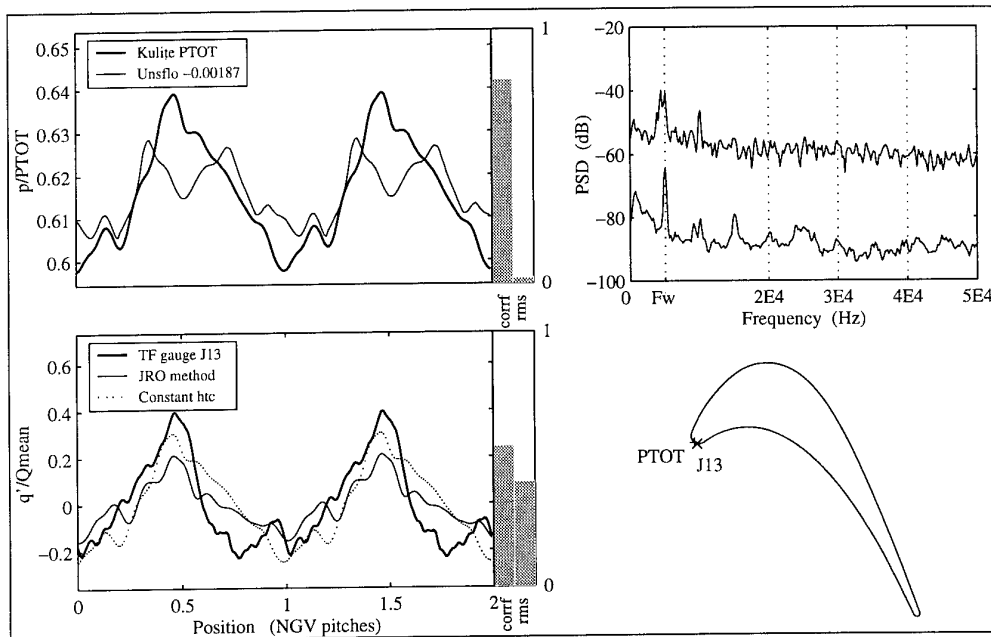 0.65
0.64
0.63
0.62
0.61
0.6
p/PTOT
Kulite PTOT
Unsflo −0.00187
1
0
corrf
rms
−20
−40
−60
−80
−100
PSD (dB)
0 Fw 2E4 3E4 4E4 5E4
Frequency (Hz)
0.6
0.4
0.2
0
−0.2
q'/Qmean
TF gauge J13
JRO method
Constant htc
0 0.5 1 1.5 2
Position (NGV pitches)
1
0
corrf
rms
PTOT
J13